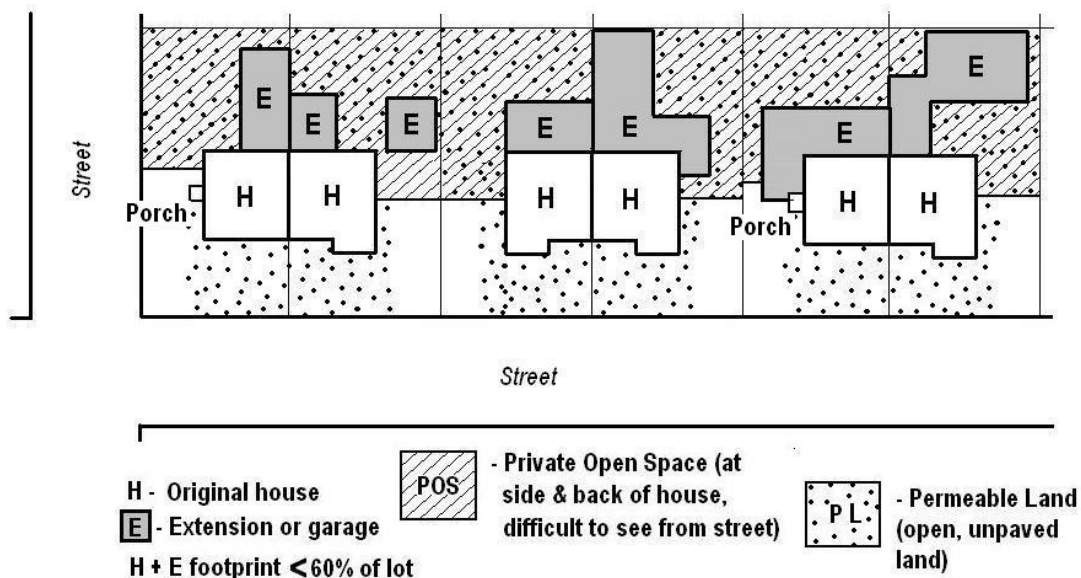 E
E
E
E
E
E
E
Street
H
H
H
H
H
H
Porch
Porch
Street
H - Original house
E - Extension or garage
H + E footprint <60% of lot
POS - Private Open Space (at
side & back of house,
difficult to see from street)
PL - Permeable Land
(open, unpaved
land)